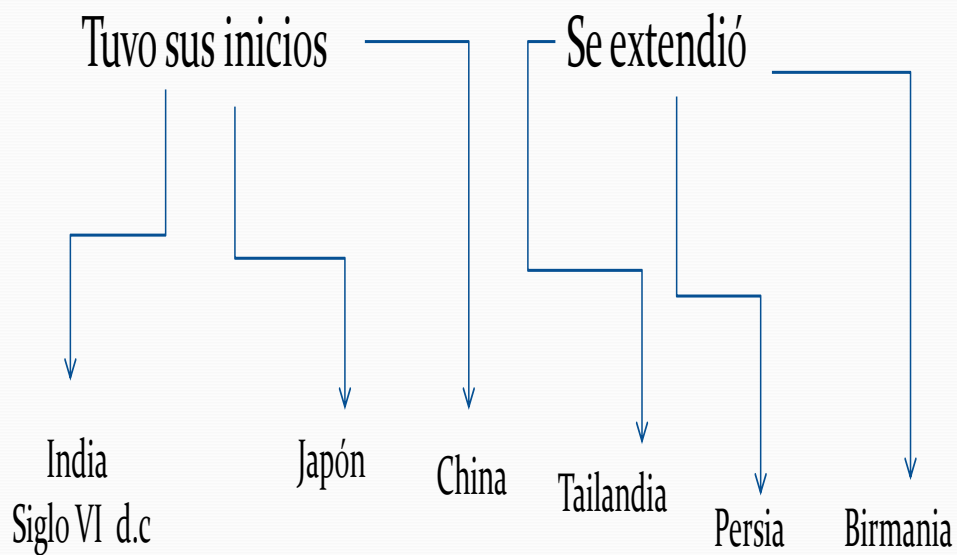 Tuvo sus inicios
Se extendió
India
Siglo VI d.c
Japón
China
Tailandia
Persia
Birmania